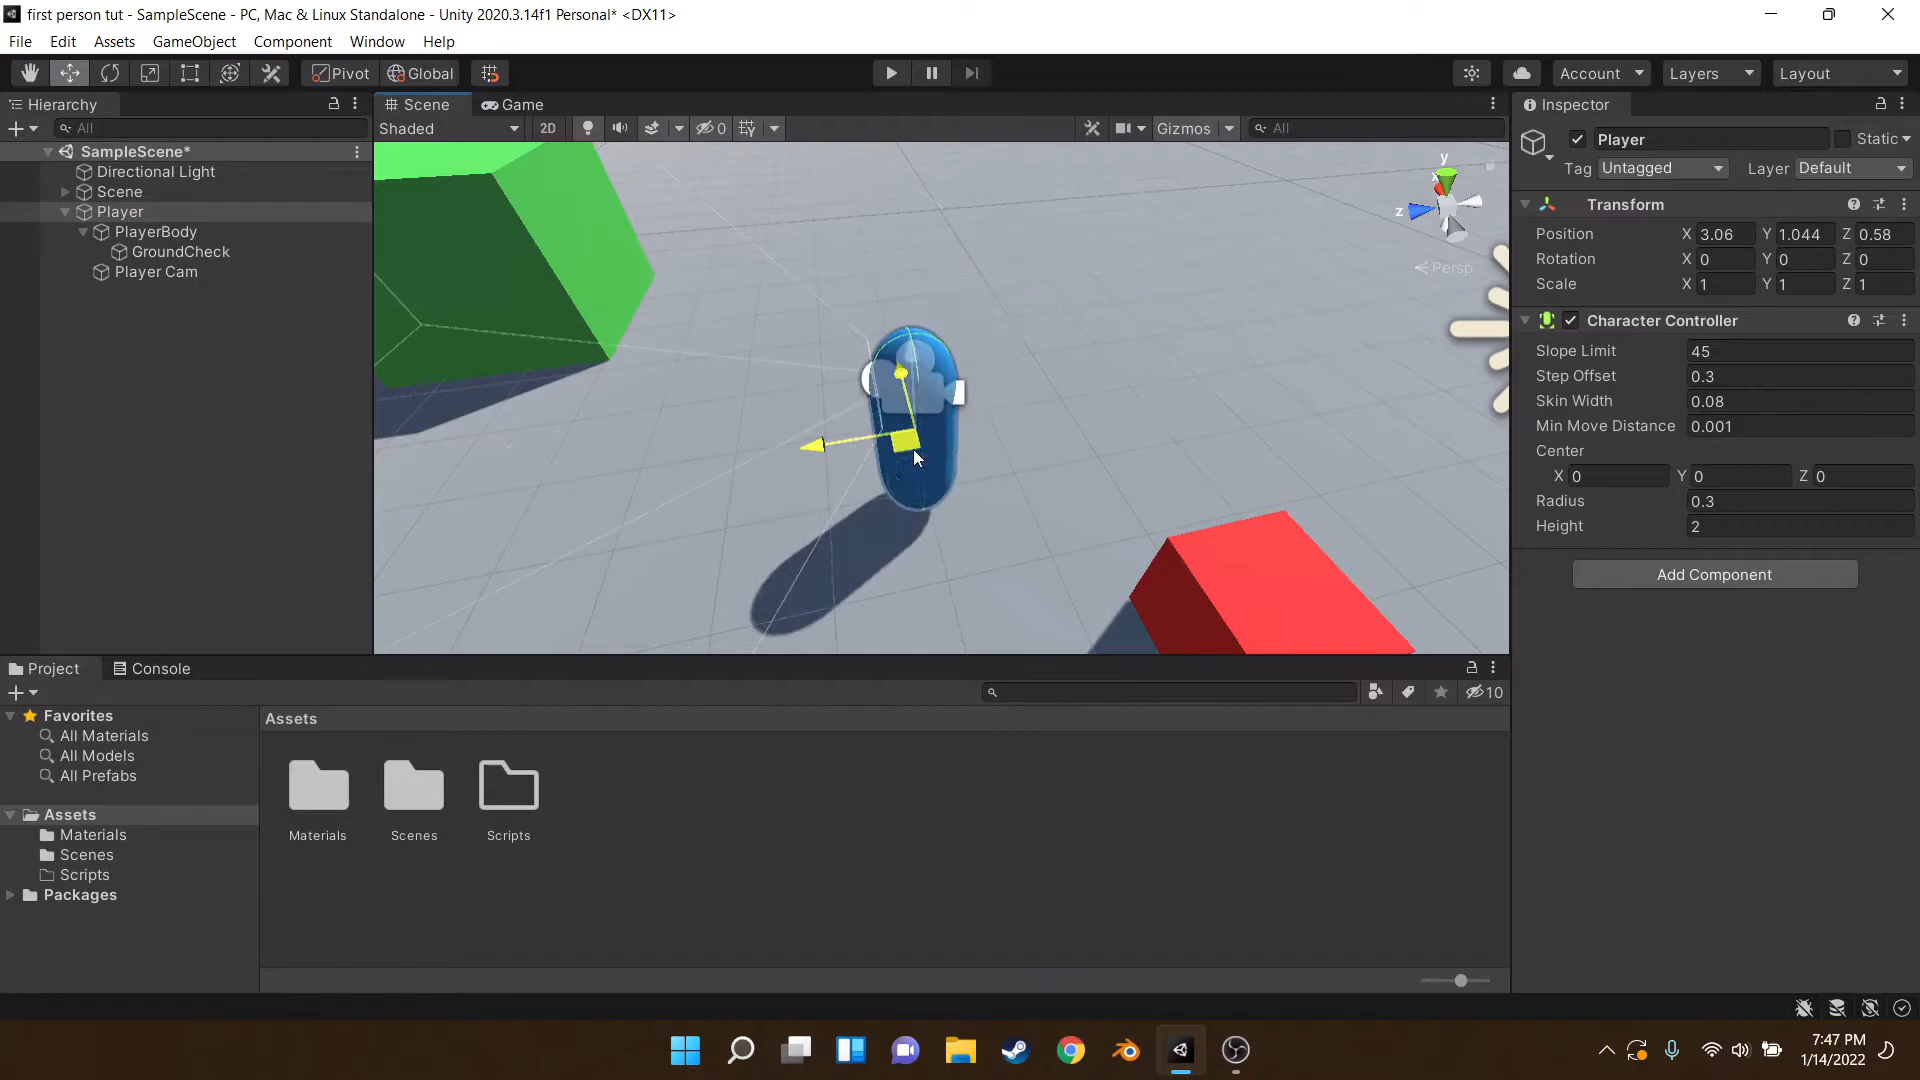 first person tut - SampleScene - PC, Mac & Linux Standalone - Unity 2020.3.14f1 Personal* <DX11>
File Edit Assets GameObject Component Window Help
Pivot Global Account Layers Layout
Hierarchy
All
SampleScene*
Directional Light
Scene
Player
PlayerBody
GroundCheck
Player Cam
Scene Game
Shaded 2D 0 Gizmos All
y
x
z
Persp
Inspector
Player Static
Tag Untagged Layer Default
Transform
Position X 3.06 Y 1.044 Z 0.58
Rotation X 0 Y 0 Z 0
Scale X 1 Y 1 Z 1
Character Controller
Slope Limit 45
Step Offset 0.3
Skin Width 0.08
Min Move Distance 0.001
Center
X 0 Y 0 Z 0
Radius 0.3
Height 2
Add Component
Project Console
10
Favorites
All Materials
All Models
All Prefabs
Assets
Materials
Scenes
Scripts
Packages
Assets
Materials Scenes Scripts
7:47 PM
1/14/2022